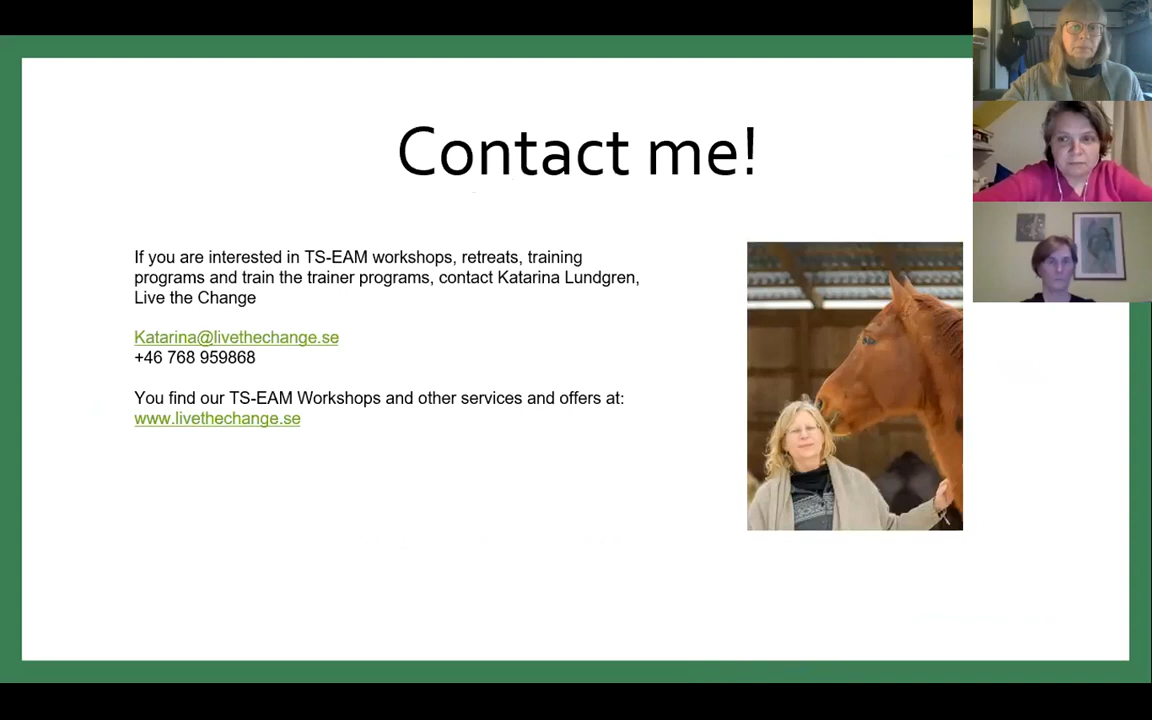 Contact me!
If you are interested in TS-EAM workshops, retreats, training
programs and train the trainer programs, contact Katarina Lundgren,
Live the Change
Katarina@livethechange.se
+46 768 959868
You find our TS-EAM Workshops and other services and offers at:
www.livethechange.se